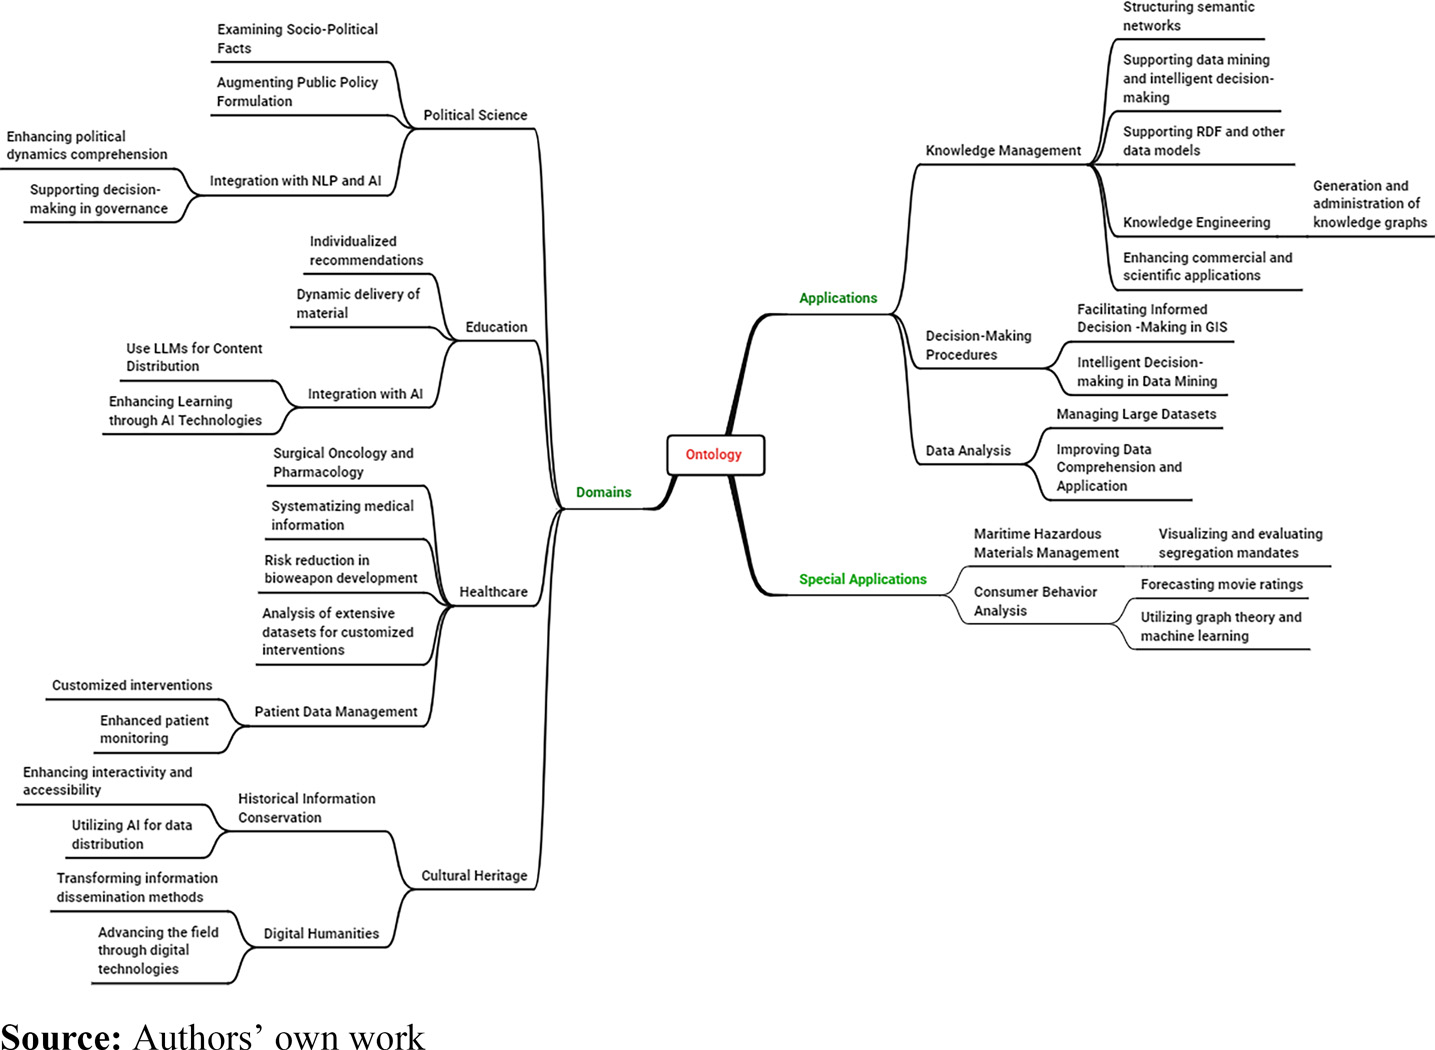 Examining Socio-Political
Facts
Augmenting Public Policy
Formulation
Political Science
Enhancing political
dynamics comprehension
Supporting decision-
making in governance
Integration with NLP and AI
Individualized
recommendations
Dynamic delivery of
material
Education
Use LLMs for Content
Distribution
Enhancing Learning
through AI Technologies
Integration with AI
Surgical Oncology and
Pharmacology
Systematizing medical
information
Risk reduction in
bioweapon development
Healthcare
Analysis of extensive
datasets for customized
interventions
Customized interventions
Enhanced patient
monitoring
Patient Data Management
Enhancing interactivity and
accessibility
Utilizing AI for data
distribution
Historical Information
Conservation
Cultural Heritage
Transforming information
dissemination methods
Advancing the field
through digital
technologies
Digital Humanities
Domains
Ontology
Applications
Knowledge Management
Structuring semantic
networks
Supporting data mining
and intelligent decision-
making
Supporting RDF and other
data models
Knowledge Engineering
Generation and
administration of
knowledge graphs
Enhancing commercial and
scientific applications
Decision-Making
Procedures
Facilitating Informed
Decision -Making in GIS
Intelligent Decision-
making in Data Mining
Data Analysis
Managing Large Datasets
Improving Data
Comprehension and
Application
Special Applications
Maritime Hazardous
Materials Management
Visualizing and evaluating
segregation mandates
Consumer Behavior
Analysis
Forecasting movie ratings
Utilizing graph theory and
machine learning
Source: Authors’ own work